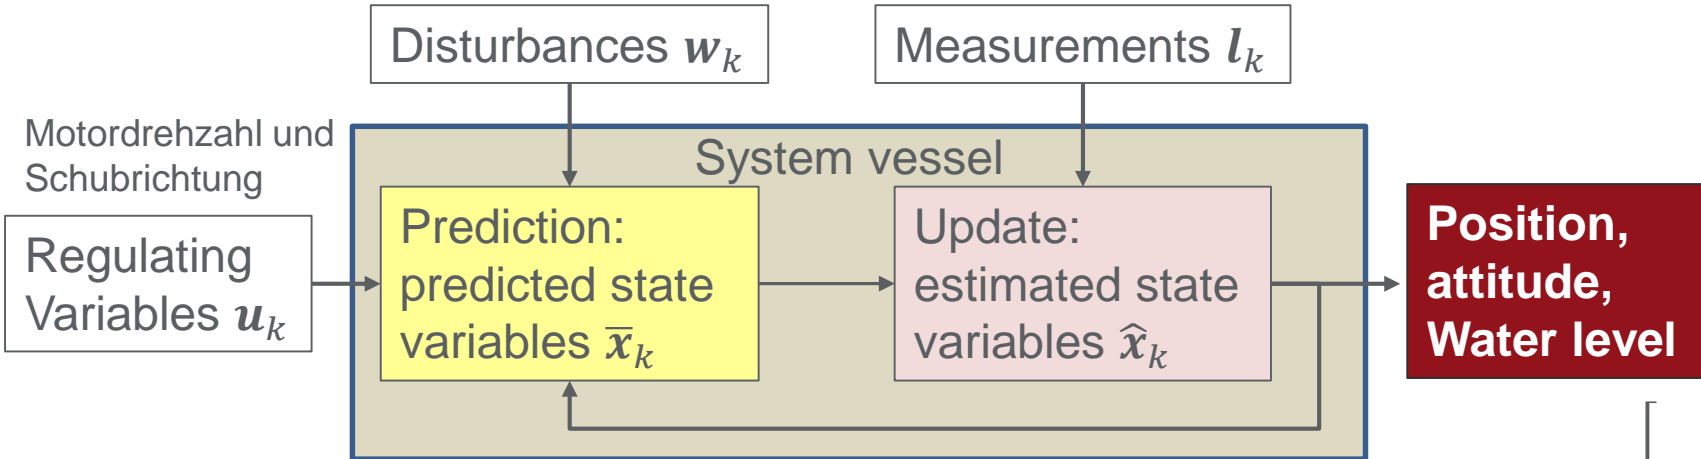 Disturbances 𝒘ₖ
Measurements 𝒍ₖ
Motordrehzahl und
Schubrichtung
System vessel
Regulating
Variables 𝒖ₖ
Prediction:
predicted state
variables x̅ₖ
Update:
estimated state
variables x̂ₖ
Position,
attitude,
Water level